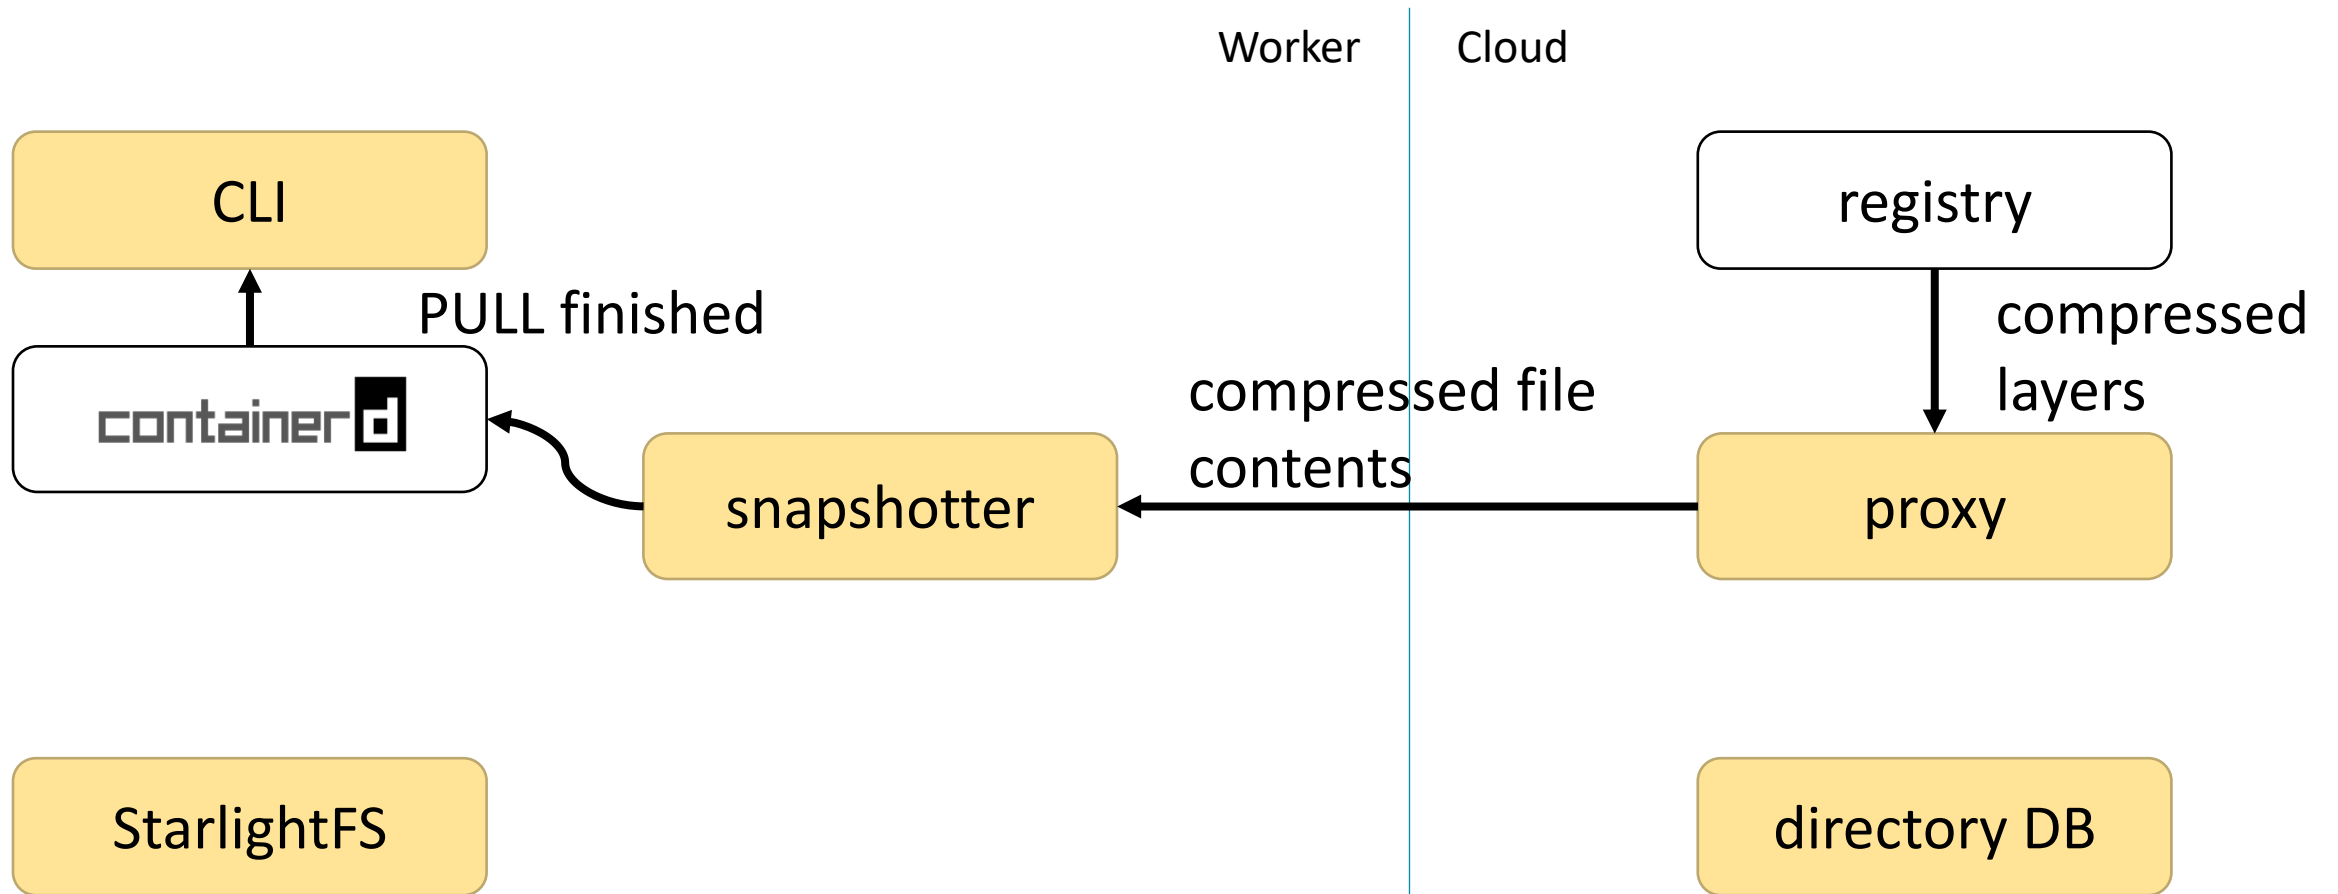 Worker
Cloud
CLI
registry
PULL finished
compressed
layers
containerd
compressed file
contents
snapshotter
proxy
StarlightFS
directory DB